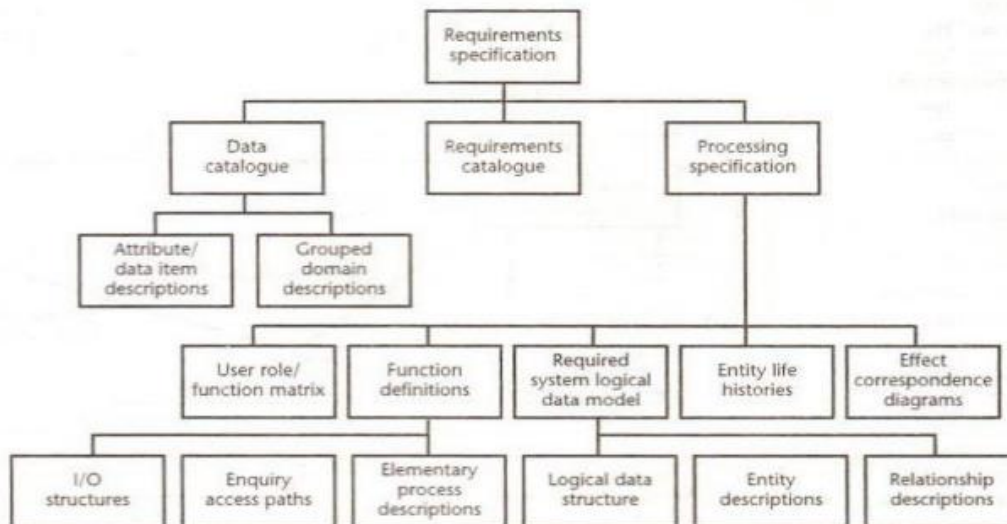 Requirements
specification
Data
catalogue
Requirements
catalogue
Processing
specification
Attribute/
data item
descriptions
Grouped
domain
descriptions
User role/
function matrix
Function
definitions
Required
system logical
data model
Entity life
histories
Effect
correspondence
diagrams
I/O
structures
Enquiry
access paths
Elementary
process
descriptions
Logical data
structure
Entity
descriptions
Relationship
descriptions